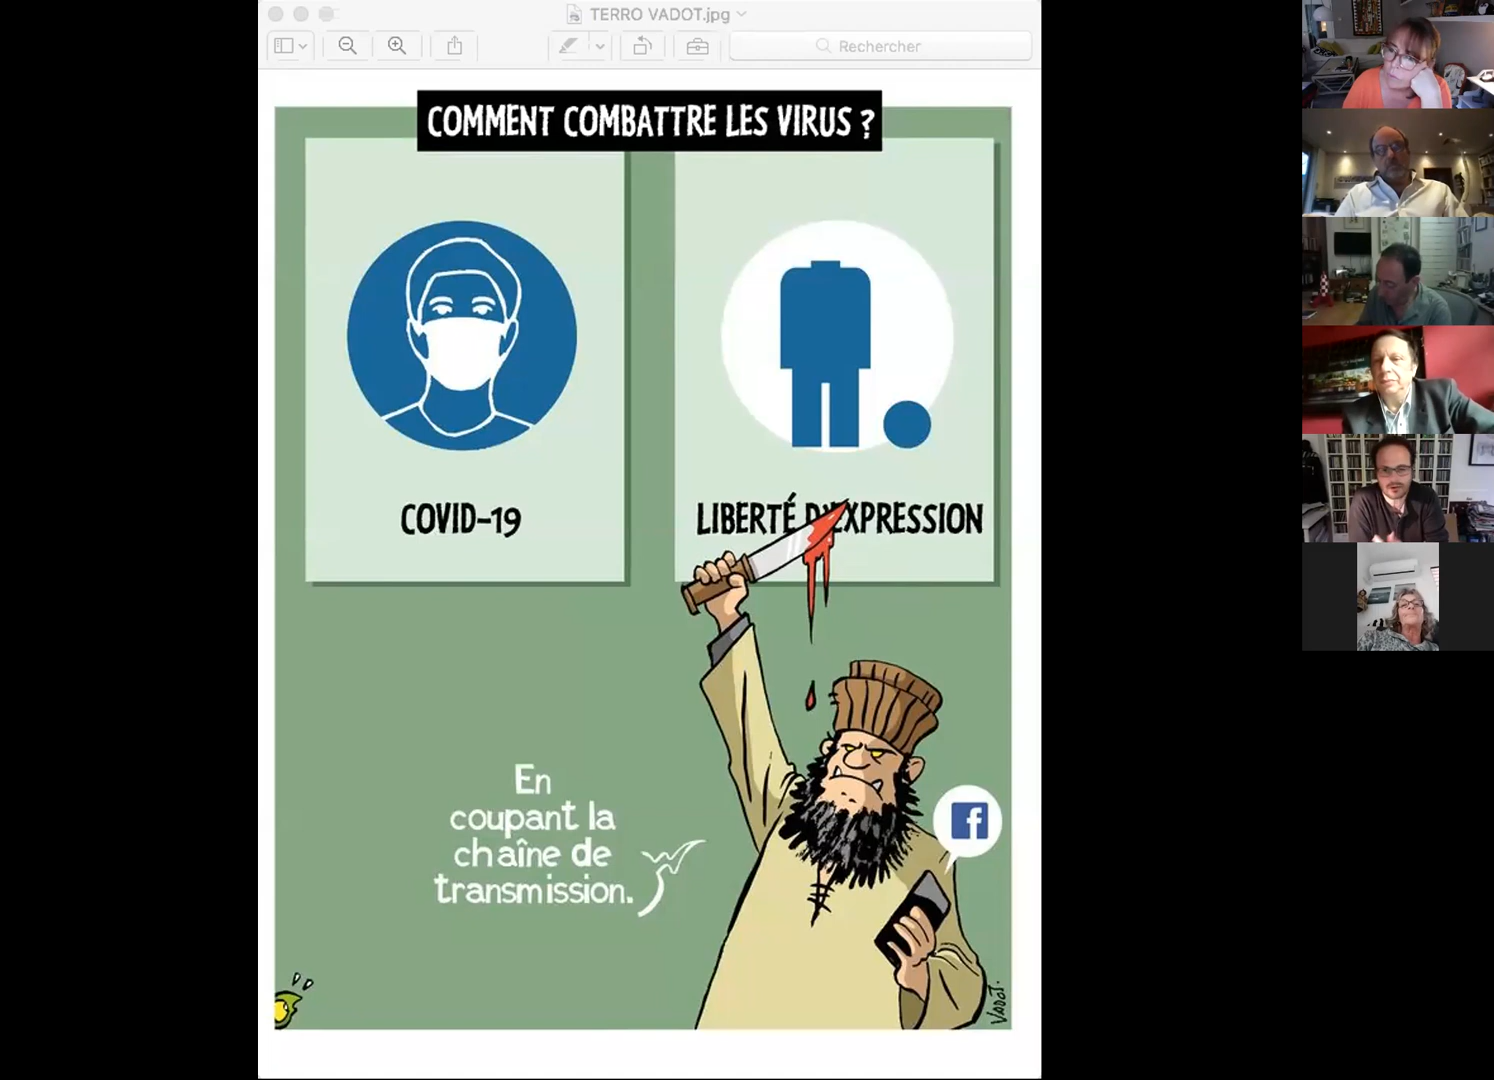 TERRO VADOT.jpg
Rechercher
COMMENT COMBATTRE LES VIRUS ?
COVID-19
LIBERTÉ D'EXPRESSION
En
coupant la
chaîne de
transmission.
f
VADOT.